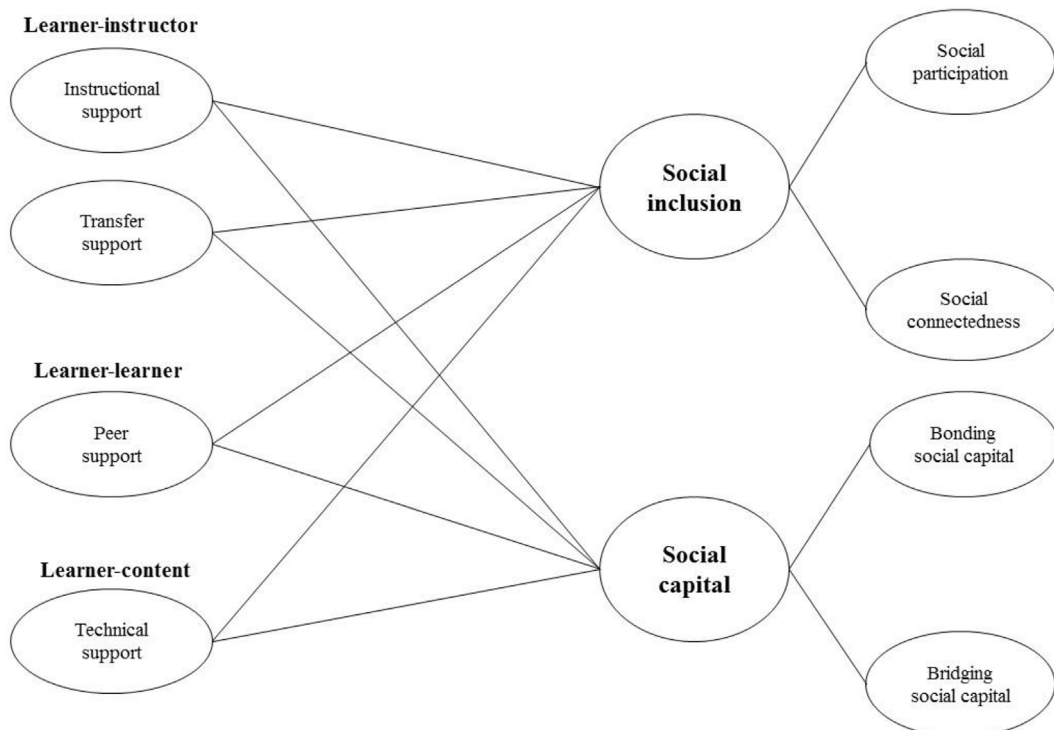 Learner-instructor
Instructional
support
Transfer
support
Learner-learner
Peer
support
Learner-content
Technical
support
Social
inclusion
Social
capital
Social
participation
Social
connectedness
Bonding
social capital
Bridging
social capital